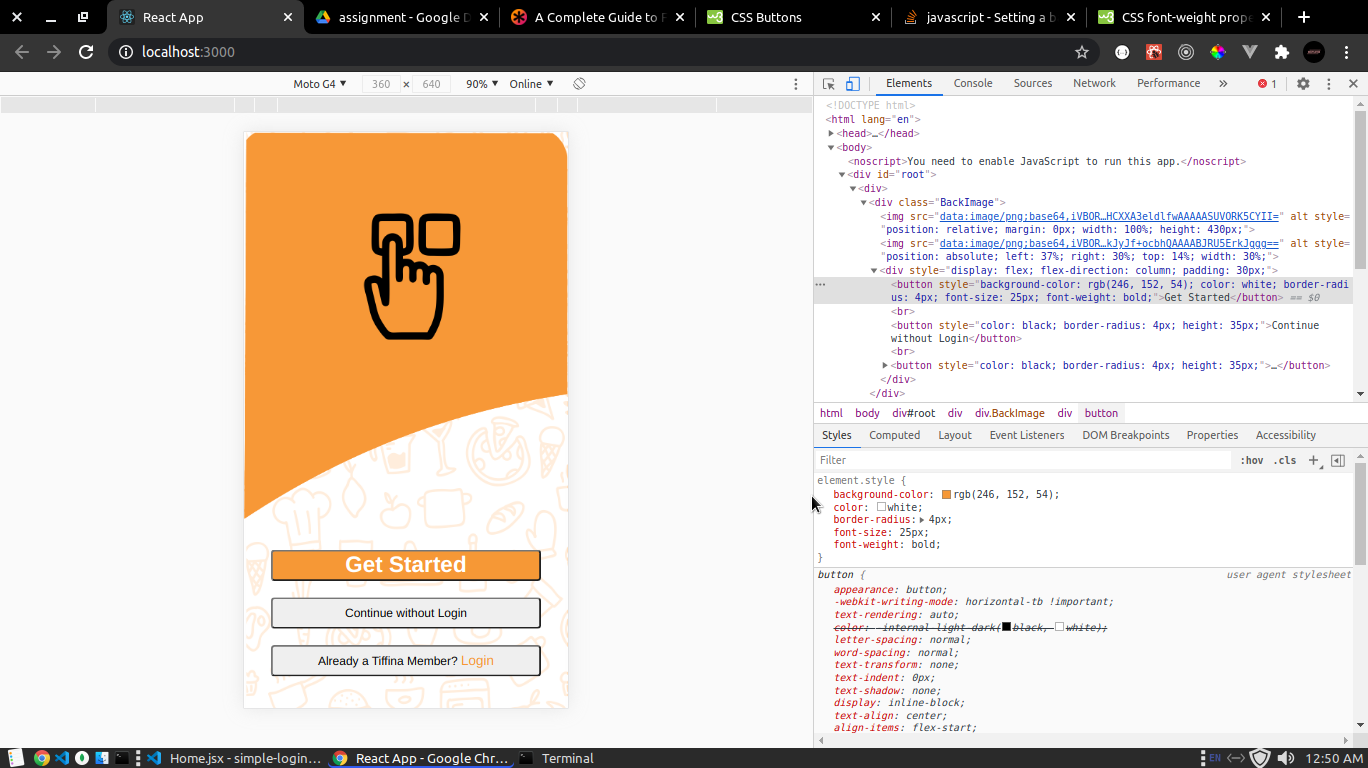 React App
assignment - Google D
A Complete Guide to F
CSS Buttons
javascript - Setting a b
CSS font-weight prope
localhost:3000
Moto G4 ▼ 360 × 640 90% ▼ Online ▼
Elements Console Sources Network Performance » 1
<!DOCTYPE html>
<html lang="en">
<head>…</head>
<body>
<noscript>You need to enable JavaScript to run this app.</noscript>
<div id="root">
<div>
<div class="BackImage">
<img src="data:image/png;base64,iVBOR…HCXXA3eldlfwAAAAASUVORK5CYII=" alt style=
"position: relative; margin: 0px; width: 100%; height: 430px;">
<img src="data:image/png;base64,iVBOR…kJyJf+ocbhQAAAABJRU5ErkJggg==" alt style=
"position: absolute; left: 37%; right: 30%; top: 14%; width: 30%;">
<div style="display: flex; flex-direction: column; padding: 30px;">
<button style="background-color: rgb(246, 152, 54); color: white; border-radi
us: 4px; font-size: 25px; font-weight: bold;">Get Started</button> == $0
<br>
<button style="color: black; border-radius: 4px; height: 35px;">Continue
without Login</button>
<br>
<button style="color: black; border-radius: 4px; height: 35px;">…</button>
</div>
</div>
html body div#root div div.BackImage div button
Styles Computed Layout Event Listeners DOM Breakpoints Properties Accessibility
Filter :hov .cls +
element.style {
background-color: rgb(246, 152, 54);
color: white;
border-radius: 4px;
font-size: 25px;
font-weight: bold;
}
button { user agent stylesheet
appearance: button;
-webkit-writing-mode: horizontal-tb !important;
text-rendering: auto;
color: -internal-light-dark(black, white);
letter-spacing: normal;
word-spacing: normal;
text-transform: none;
text-indent: 0px;
text-shadow: none;
display: inline-block;
text-align: center;
align-items: flex-start;
Get Started
Continue without Login
Already a Tiffina Member? Login
Home.jsx - simple-login...
React App - Google Chr...
Terminal
EN
12:50 AM